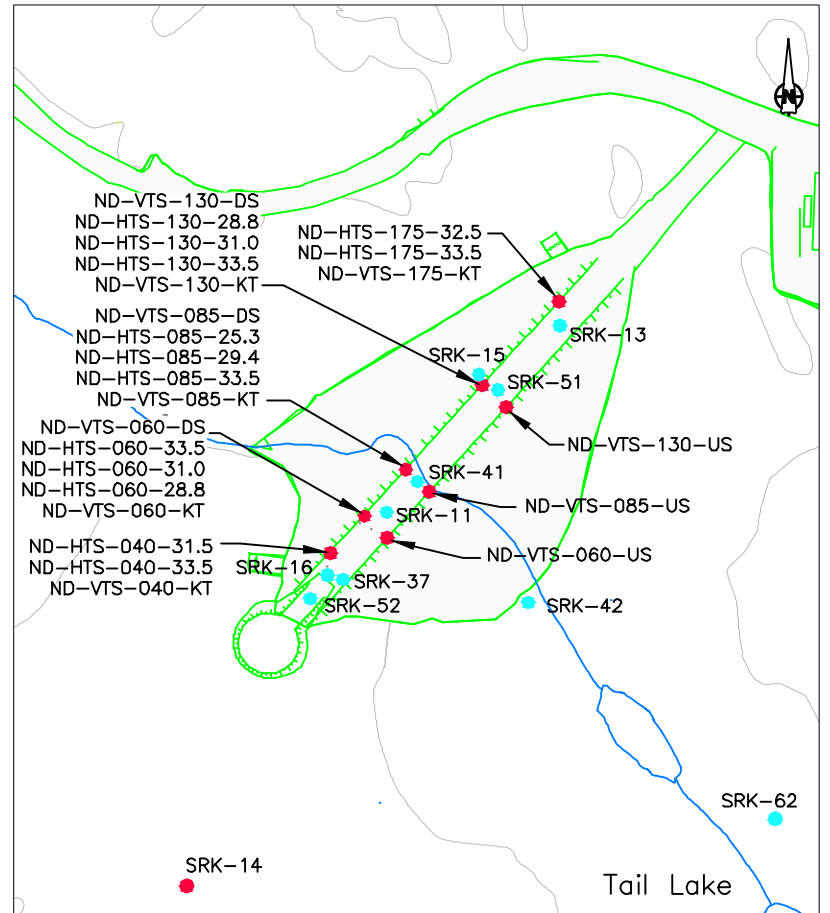 N
ND-VTS-130-DS
ND-HTS-130-28.8
ND-HTS-130-31.0
ND-HTS-130-33.5
ND-VTS-130-KT
ND-HTS-175-32.5
ND-HTS-175-33.5
ND-VTS-175-KT
ND-VTS-085-DS
ND-HTS-085-25.3
ND-HTS-085-29.4
ND-HTS-085-33.5
ND-VTS-085-KT
SRK-13
SRK-15
SRK-51
ND-VTS-060-DS
ND-HTS-060-33.5
ND-HTS-060-31.0
ND-HTS-060-28.8
ND-VTS-060-KT
ND-VTS-130-US
SRK-41
ND-VTS-085-US
SRK-11
ND-HTS-040-31.5
ND-HTS-040-33.5
ND-VTS-040-KT
ND-VTS-060-US
SRK-16
SRK-37
SRK-52
SRK-42
SRK-62
SRK-14
Tail Lake